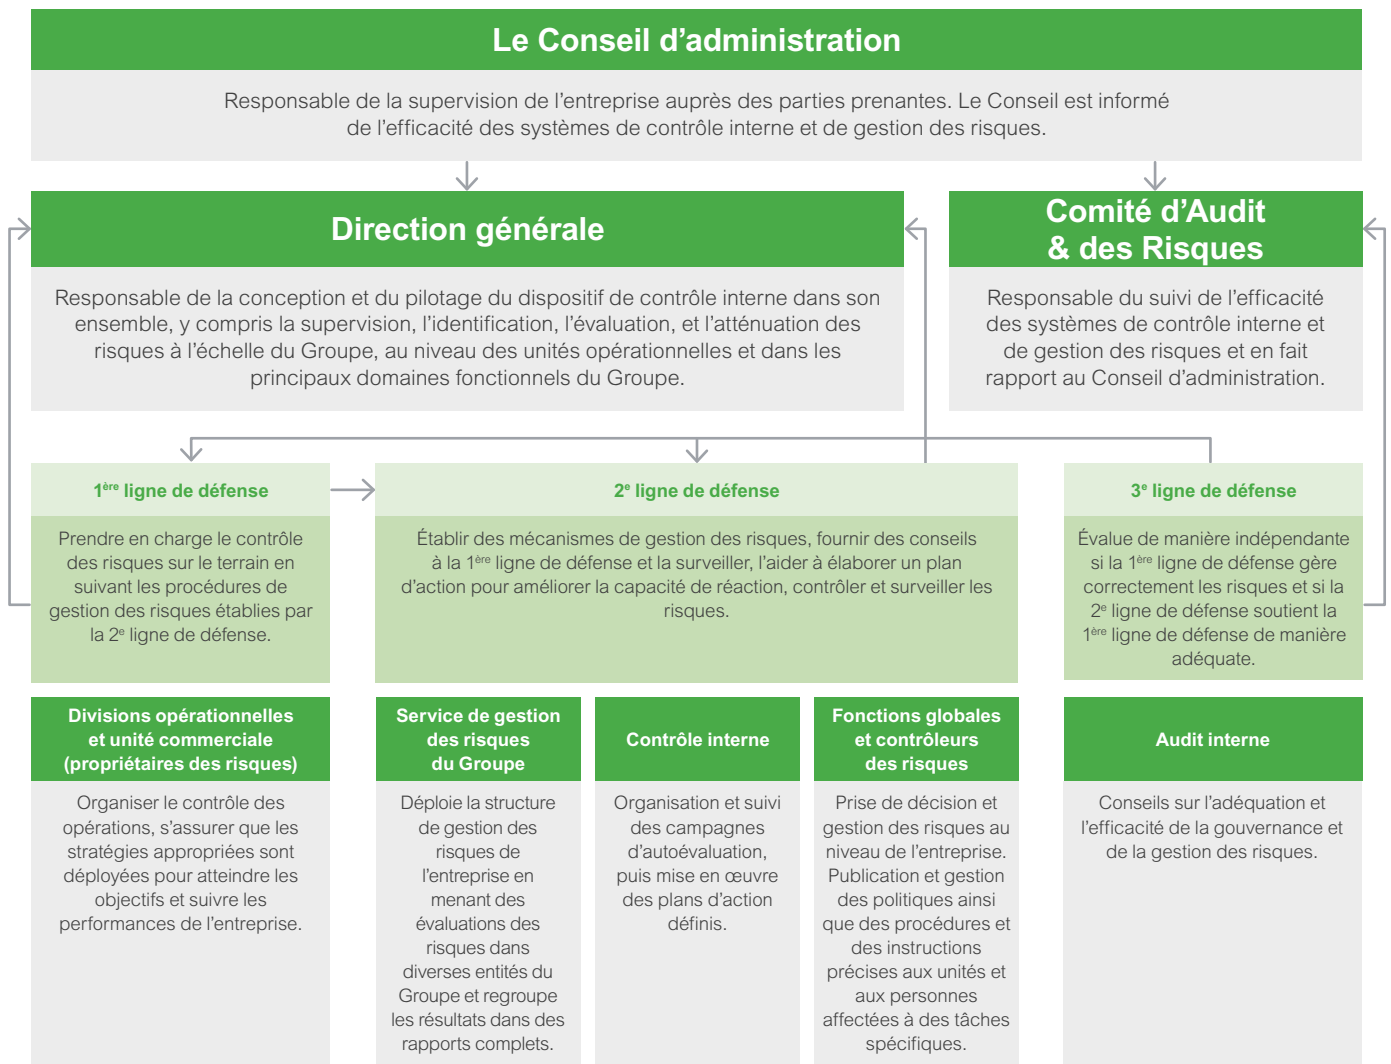 Le Conseil d’administration
Responsable de la supervision de l’entreprise auprès des parties prenantes. Le Conseil est informé
de l’efficacité des systèmes de contrôle interne et de gestion des risques.
Direction générale
Responsable de la conception et du pilotage du dispositif de contrôle interne dans son
ensemble, y compris la supervision, l’identification, l’évaluation, et l’atténuation des
risques à l’échelle du Groupe, au niveau des unités opérationnelles et dans les
principaux domaines fonctionnels du Groupe.
Comité d’Audit
& des Risques
Responsable du suivi de l’efficacité
des systèmes de contrôle interne et
de gestion des risques et en fait
rapport au Conseil d’administration.
1ère ligne de défense
Prendre en charge le contrôle
des risques sur le terrain en
suivant les procédures de
gestion des risques établies par
la 2e ligne de défense.
2e ligne de défense
Établir des mécanismes de gestion des risques, fournir des conseils
à la 1ère ligne de défense et la surveiller, l’aider à élaborer un plan
d’action pour améliorer la capacité de réaction, contrôler et surveiller les
risques.
3e ligne de défense
Évalue de manière indépendante
si la 1ère ligne de défense gère
correctement les risques et si la
2e ligne de défense soutient la
1ère ligne de défense de manière
adéquate.
Divisions opérationnelles
et unité commerciale
(propriétaires des risques)
Organiser le contrôle des
opérations, s’assurer que les
stratégies appropriées sont
déployées pour atteindre les
objectifs et suivre les
performances de l’entreprise.
Service de gestion
des risques
du Groupe
Déploie la structure
de gestion des
risques de
l’entreprise en
menant des
évaluations des
risques dans
diverses entités du
Groupe et regroupe
les résultats dans des
rapports complets.
Contrôle interne
Organisation et suivi
des campagnes
d’autoévaluation,
puis mise en œuvre
des plans d’action
définis.
Fonctions globales
et contrôleurs
des risques
Prise de décision et
gestion des risques au
niveau de l’entreprise.
Publication et gestion
des politiques ainsi
que des procédures et
des instructions
précises aux unités et
aux personnes
affectées à des tâches
spécifiques.
Audit interne
Conseils sur l’adéquation et
l’efficacité de la gouvernance et
de la gestion des risques.